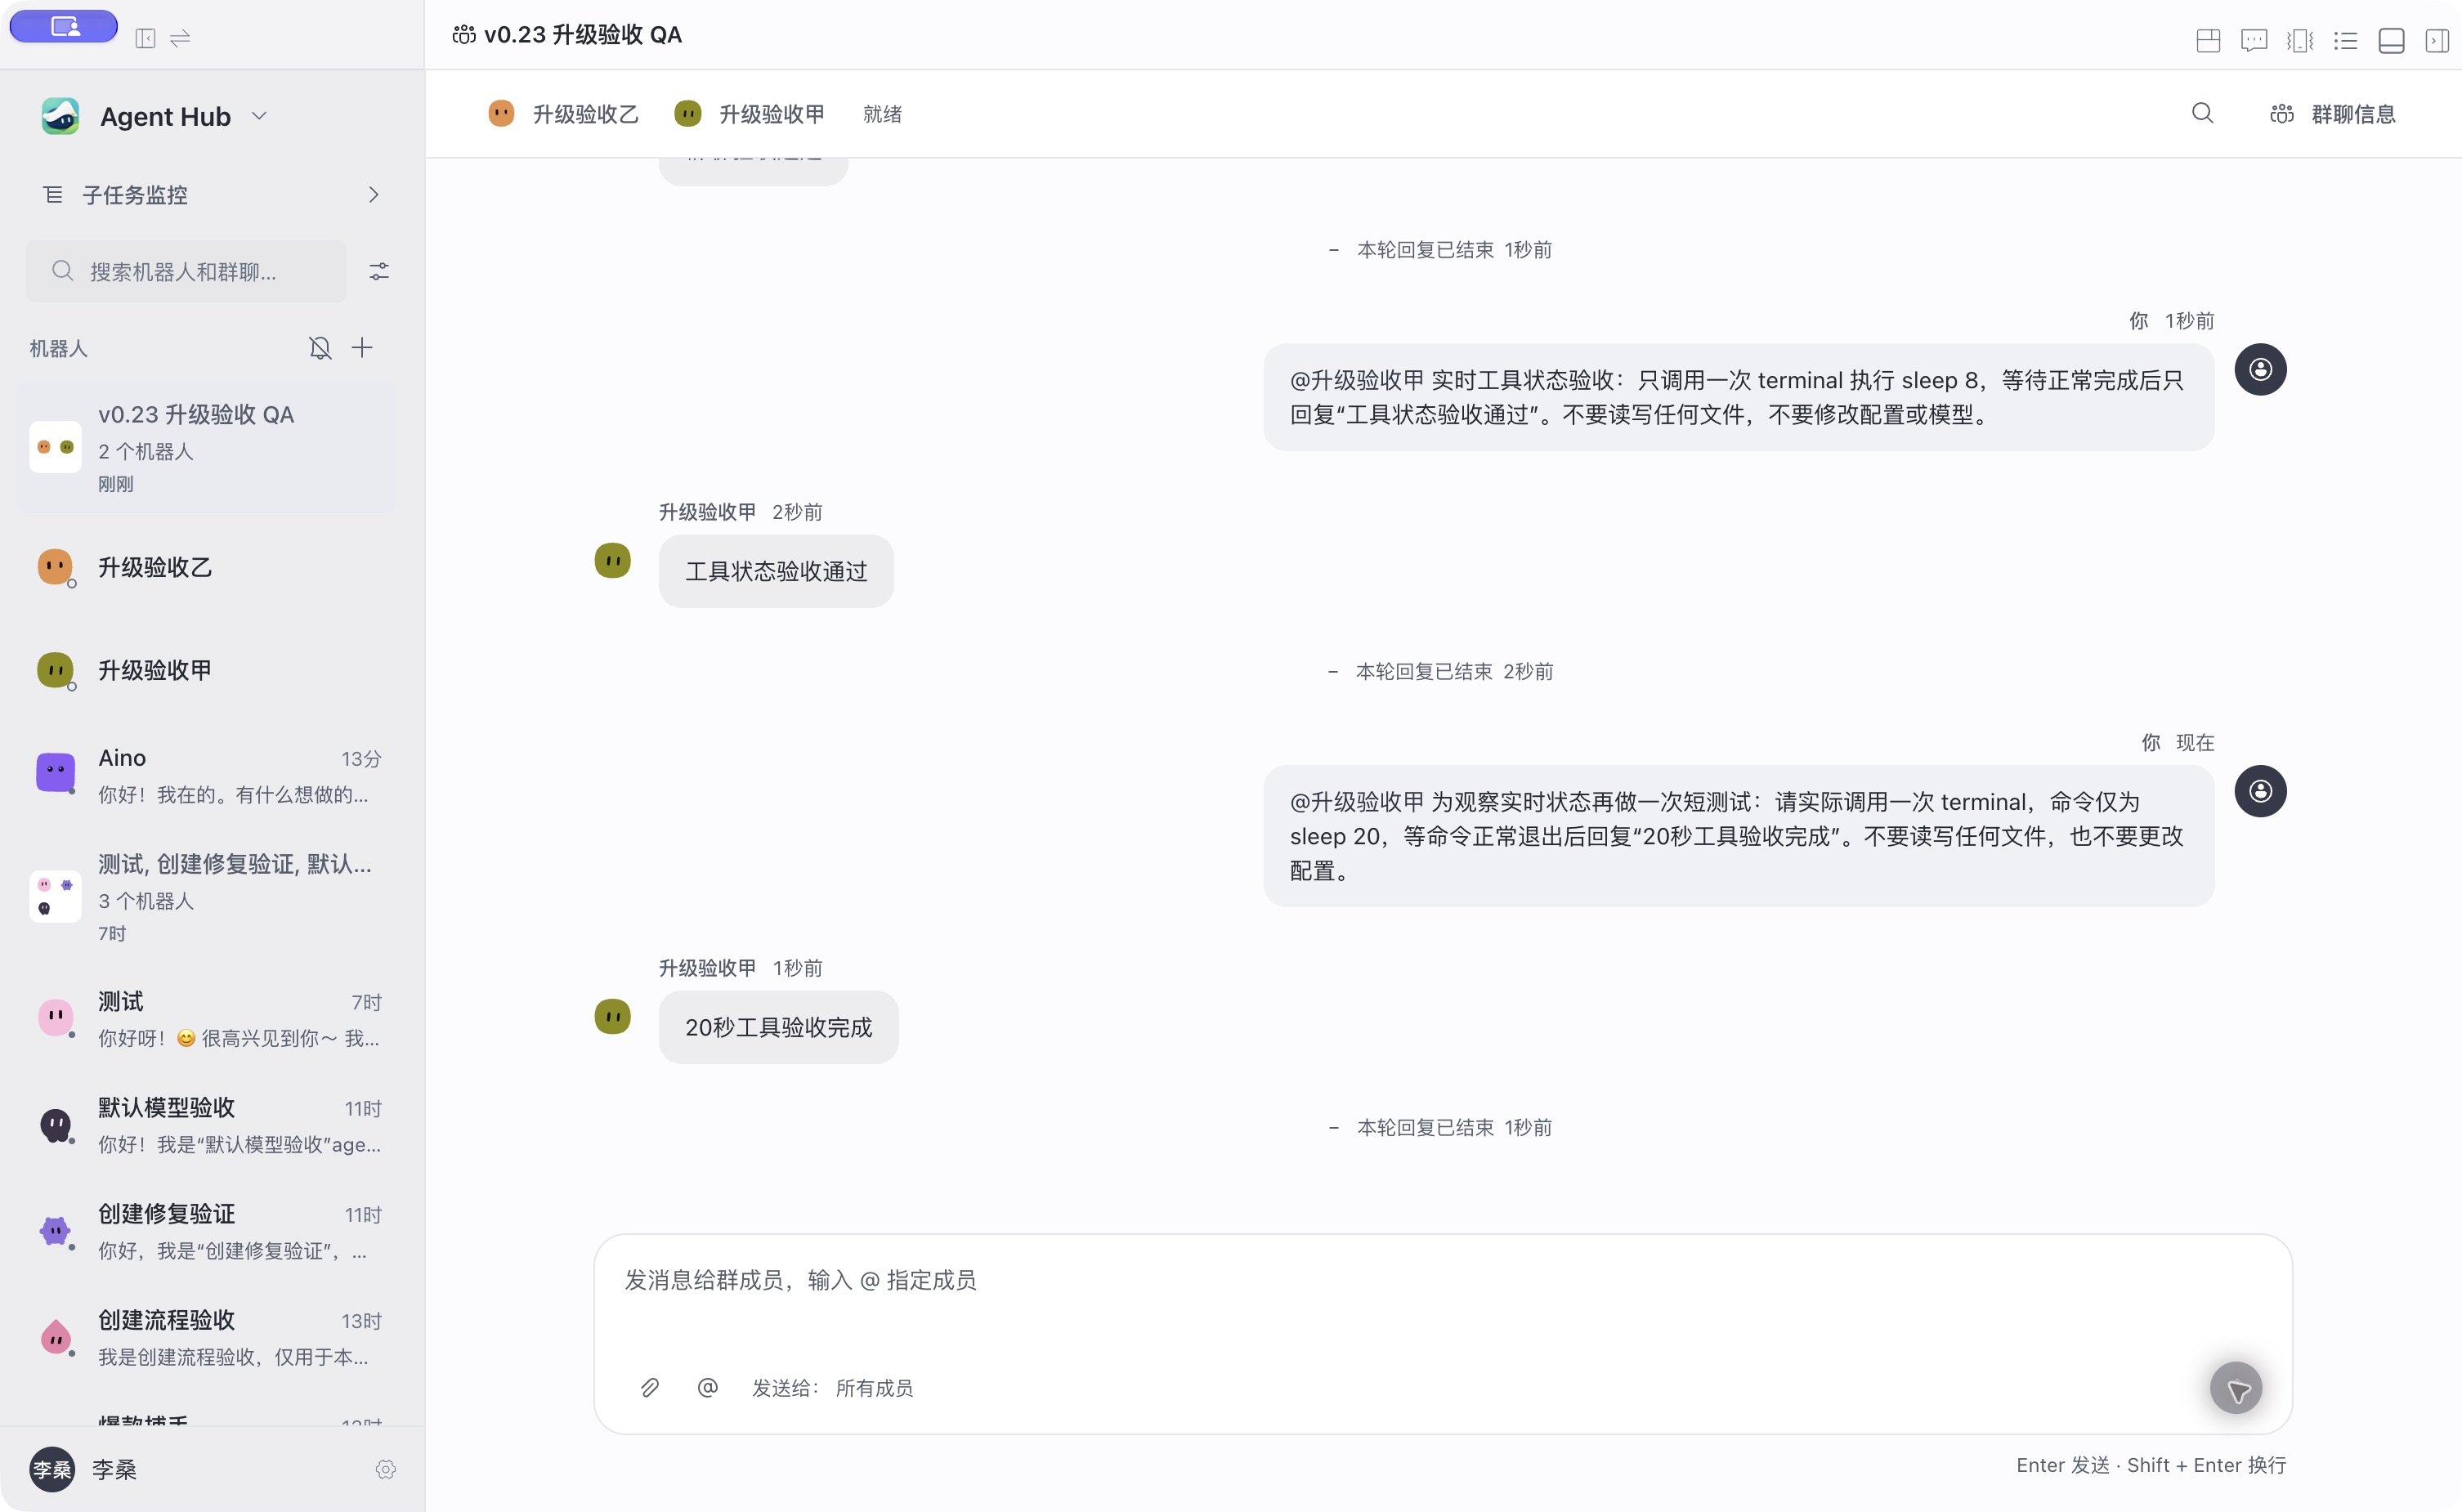 v0.23 升级验收 QA
Agent Hub
子任务监控
搜索机器人和群聊...
机器人
v0.23 升级验收 QA
2 个机器人
刚刚
升级验收乙
升级验收甲
Aino 13分
你好！我在的。有什么想做的...
测试, 创建修复验证, 默认...
3 个机器人
7时
测试 7时
你好呀！😊 很高兴见到你～ 我...
默认模型验收 11时
你好！我是“默认模型验收”age...
创建修复验证 11时
你好，我是“创建修复验证”，...
创建流程验收 13时
我是创建流程验收，仅用于本...
李桑 李桑
升级验收乙 升级验收甲 就绪
群聊信息
– 本轮回复已结束 1秒前
你 1秒前
@升级验收甲 实时工具状态验收：只调用一次 terminal 执行 sleep 8，等待正常完成后只
回复“工具状态验收通过”。不要读写任何文件，不要修改配置或模型。
升级验收甲 2秒前
工具状态验收通过
– 本轮回复已结束 2秒前
你 现在
@升级验收甲 为观察实时状态再做一次短测试：请实际调用一次 terminal，命令仅为
sleep 20，等命令正常退出后回复“20秒工具验收完成”。不要读写任何文件，也不要更改
配置。
升级验收甲 1秒前
20秒工具验收完成
– 本轮回复已结束 1秒前
发消息给群成员，输入 @ 指定成员
@ 发送给： 所有成员
Enter 发送 · Shift + Enter 换行